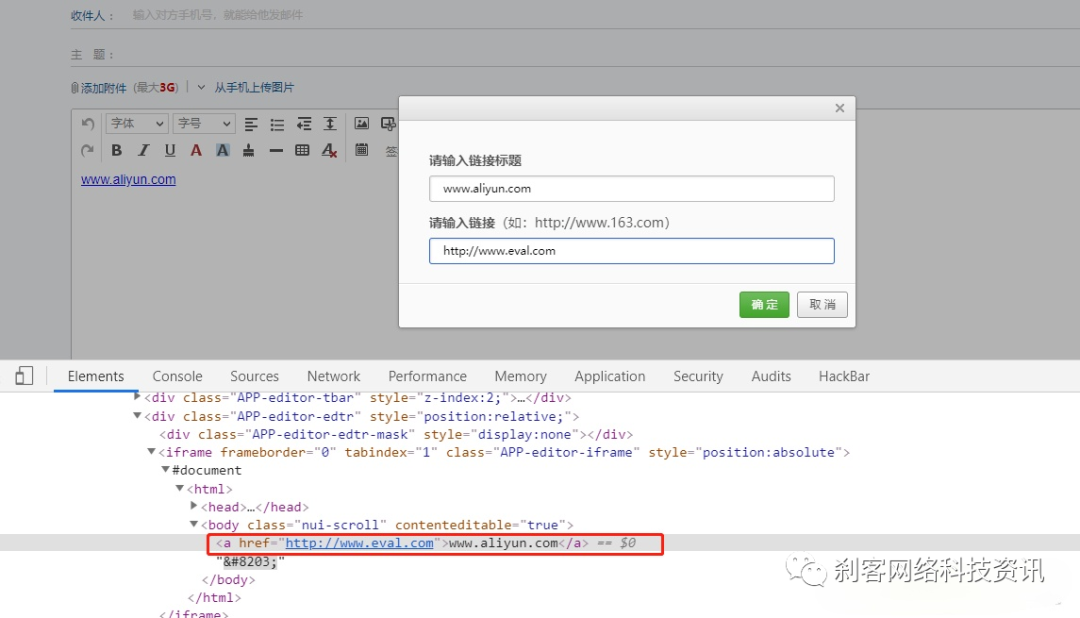 收件人： 输入对方手机号，就能给他发邮件
主 题：
添加附件 (最大3G) | 从手机上传图片
字体 字号
B I U A A A 签
www.aliyun.com
×
请输入链接标题
www.aliyun.com
请输入链接（如：http://www.163.com）
http://www.eval.com
确 定 取 消
Elements Console Sources Network Performance Memory Application Security Audits HackBar
<div class="APP-editor-tbar" style="z-index:2;">…</div>
<div class="APP-editor-edtr" style="position:relative;">
<div class="APP-editor-edtr-mask" style="display:none"></div>
<iframe frameborder="0" tabindex="1" class="APP-editor-iframe" style="position:absolute">
#document
<html>
<head>…</head>
<body class="nui-scroll" contenteditable="true">
<a href="http://www.eval.com">www.aliyun.com</a> == $0
"&#8203;"
</body>
</html>
</iframe>
刹客网络科技资讯